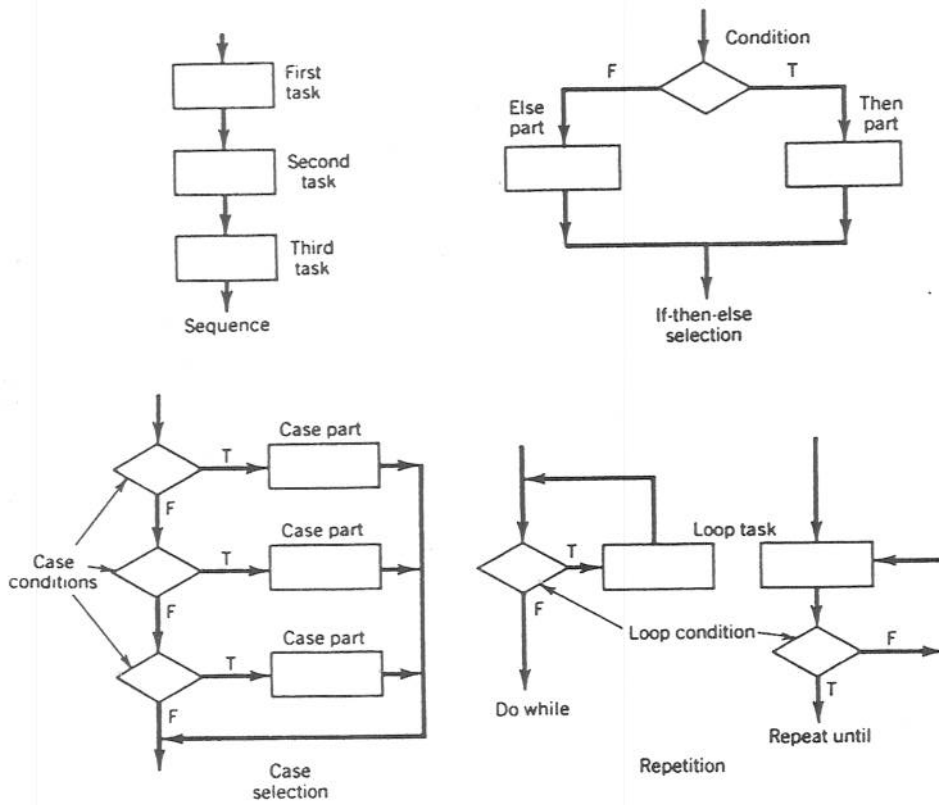 First
task
Second
task
Third
task
Sequence
Condition
F
T
Else
part
Then
part
If-then-else
selection
Case part
T
F
Case
conditions
Case part
T
F
Case part
T
F
Case
selection
T
Loop task
F
Loop condition
F
T
Do while
Repeat until
Repetition